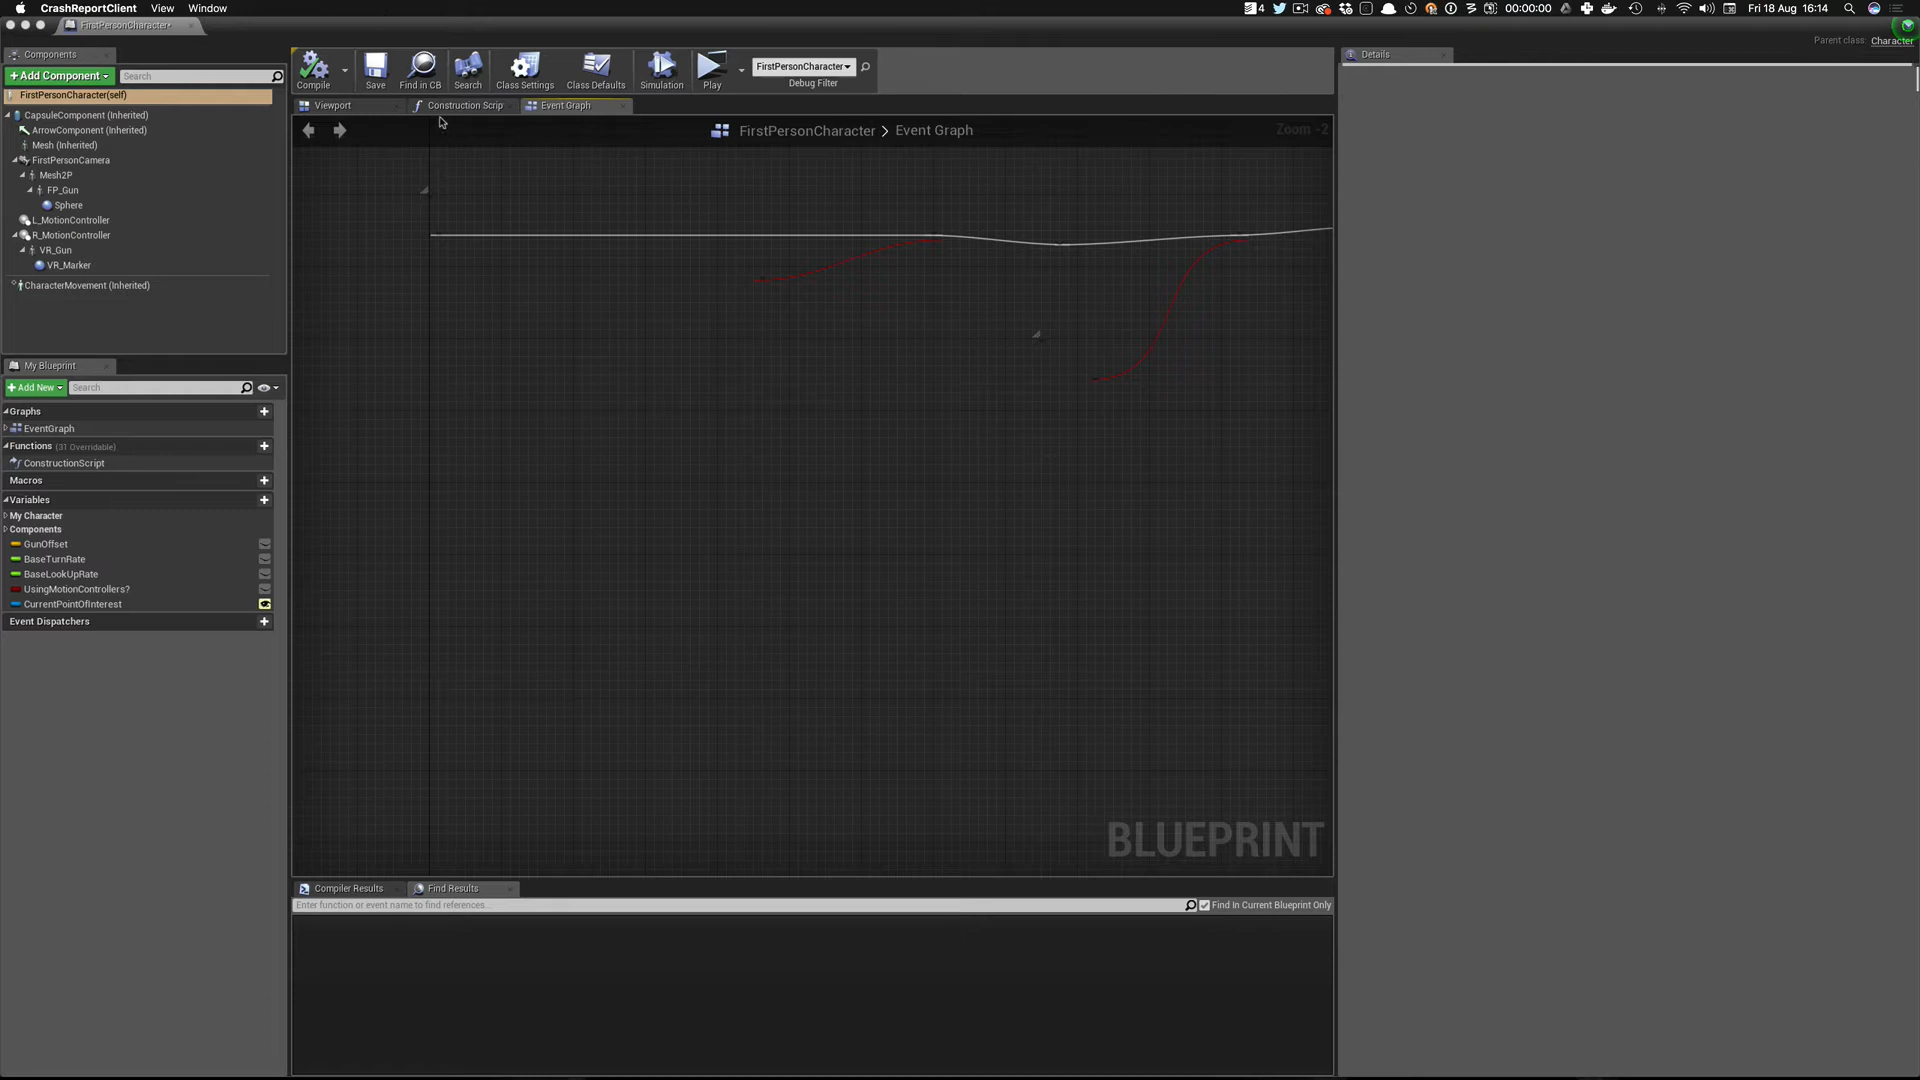 CrashReportClient View Window
4 00:00:00 Fri 18 Aug 16:14
FirstPersonCharacter*
Parent class: Character
Components
+Add Component Search
FirstPersonCharacter(self)
CapsuleComponent (Inherited)
ArrowComponent (Inherited)
Mesh (Inherited)
FirstPersonCamera
Mesh2P
FP_Gun
Sphere
L_MotionController
R_MotionController
VR_Gun
VR_Marker
CharacterMovement (Inherited)
My Blueprint
+Add New Search
Graphs
EventGraph
Functions (31 Overridable)
ConstructionScript
Macros
Variables
My Character
Components
GunOffset
BaseTurnRate
BaseLookUpRate
UsingMotionControllers?
CurrentPointOfInterest
Event Dispatchers
Compile Save Find in CB Search Class Settings Class Defaults Simulation Play
FirstPersonCharacter
Debug Filter
Viewport Construction Scrip Event Graph
FirstPersonCharacter > Event Graph
Zoom -2
BLUEPRINT
Compiler Results Find Results
Enter function or event name to find references...
Find In Current Blueprint Only
Details